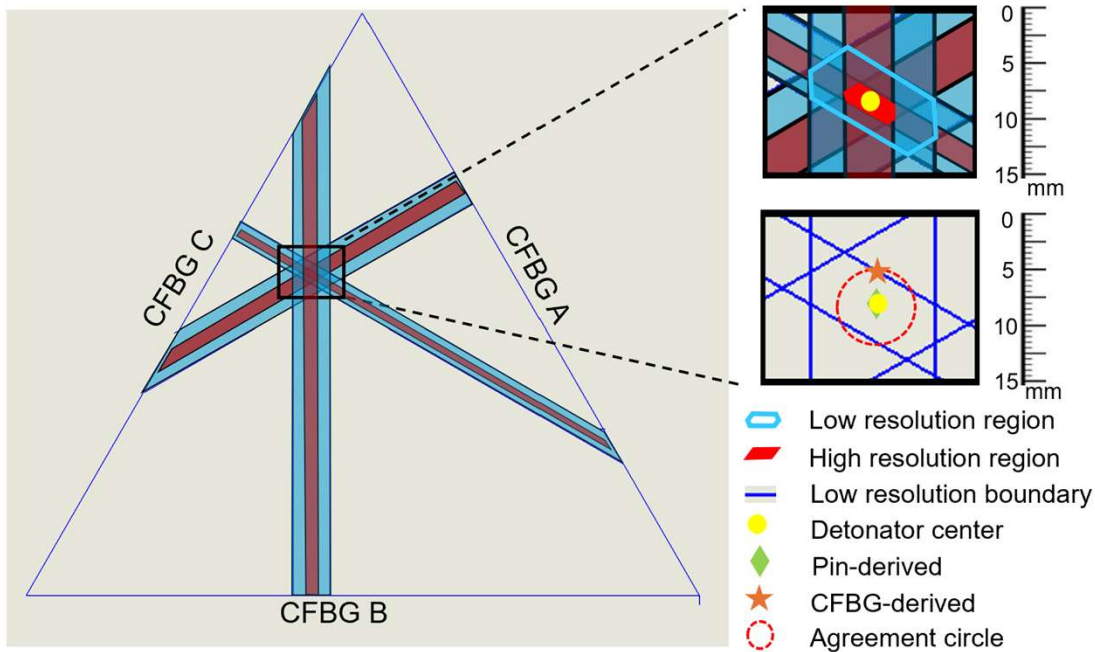 CFBG C
CFBG A
CFBG B
0
5
10
15
mm
0
5
10
15
mm
Low resolution region
High resolution region
Low resolution boundary
Detonator center
Pin-derived
CFBG-derived
Agreement circle